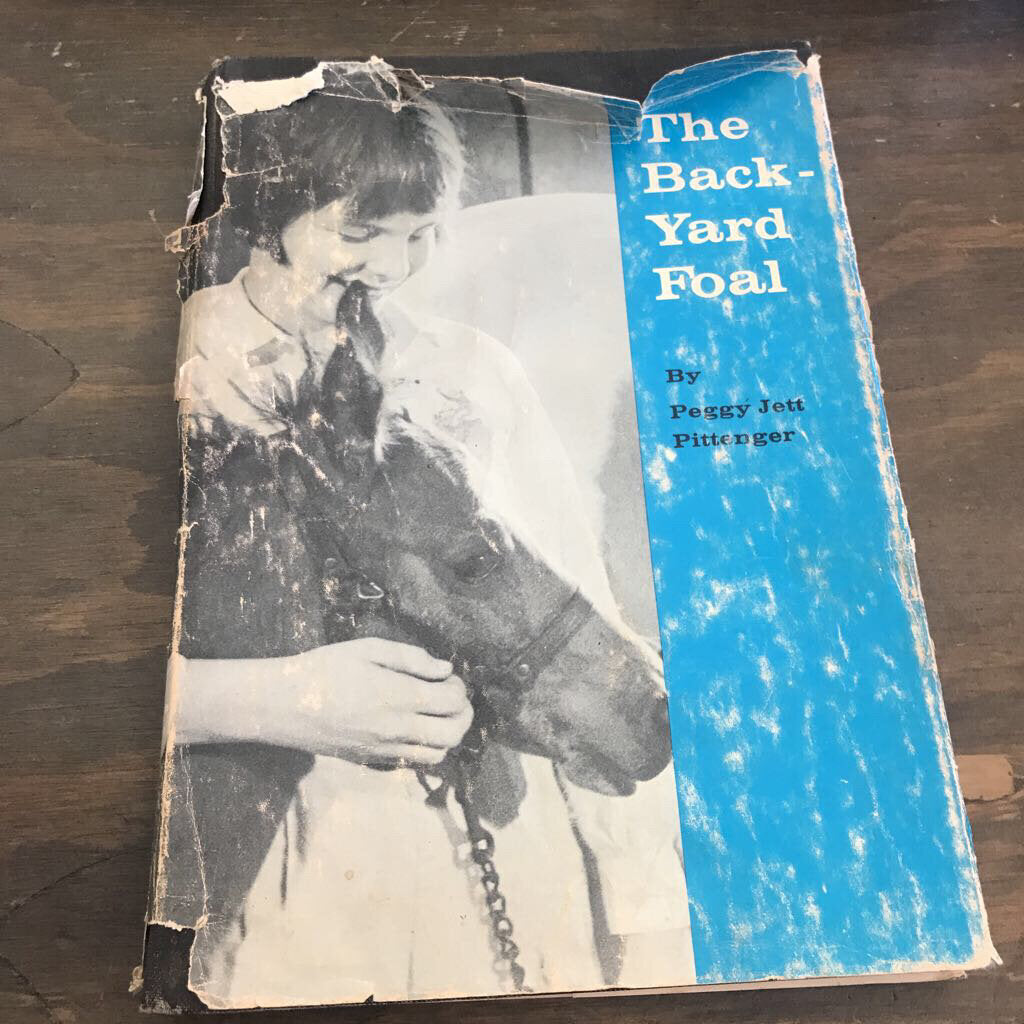 The
Back-
Yard
Foal
By
Peggy Jett
Pittenger